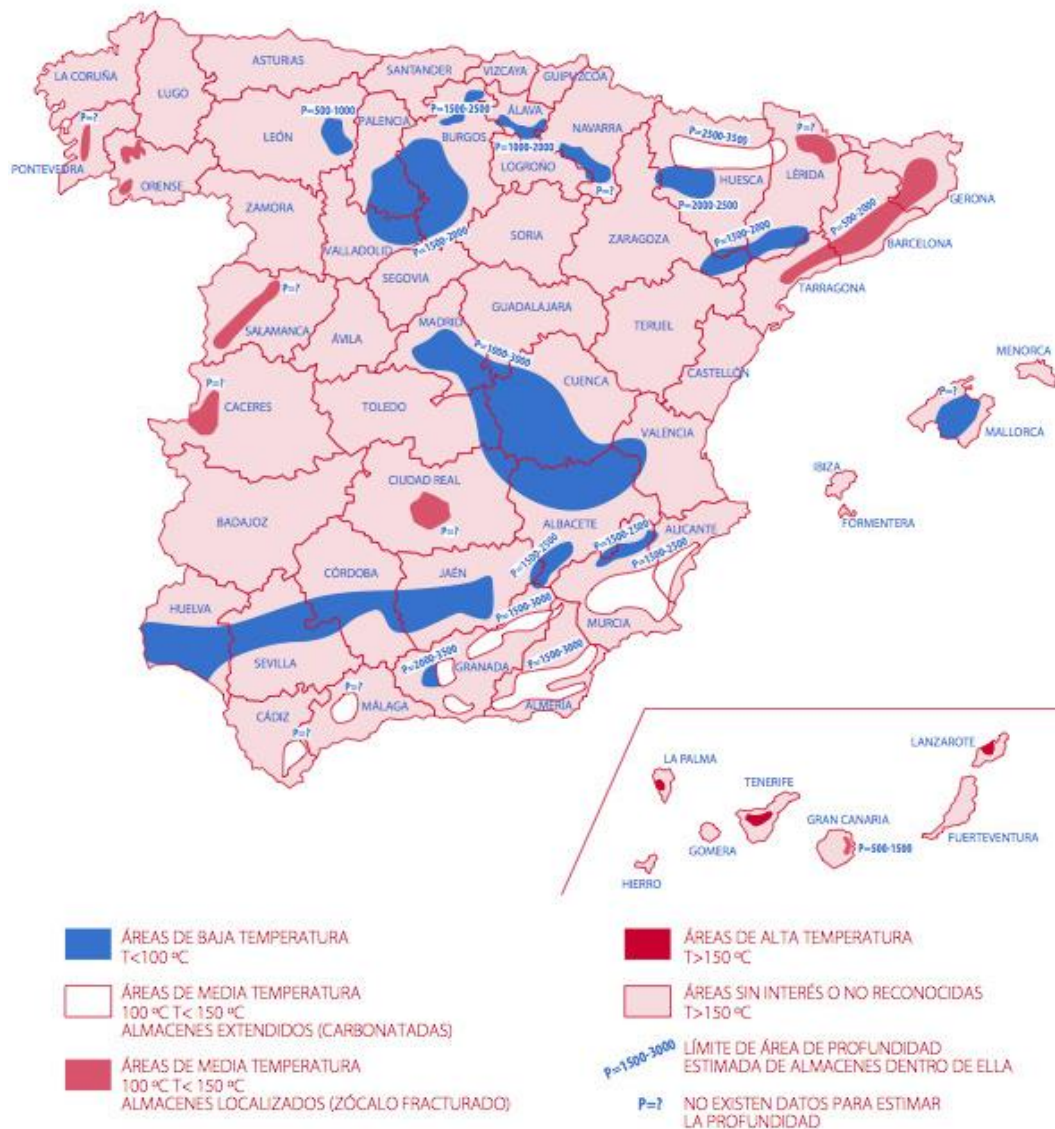 ASTURIAS
SANTANDER
VIZCAYA
GUIPÚZCOA
LA CORUÑA
LUGO
P=500-1000
P=1500-2500
ÁLAVA
P=?
LEÓN
PALENCIA
BURGOS
NAVARRA
P=2500-3500
P=?
P=1000-2000
LOGROÑO
PONTEVEDRA
ORENSE
P=?
HUESCA
LÉRIDA
GERONA
ZAMORA
P=2000-2500
P=500-2000
VALLADOLID
P=1500-2000
SORIA
ZARAGOZA
P=1500-2000
BARCELONA
SEGOVIA
TARRAGONA
P=?
SALAMANCA
ÁVILA
MADRID
GUADALAJARA
TERUEL
P=1000-3000
MENORCA
CUENCA
CASTELLÓN
P=?
CACERES
TOLEDO
P=?
MALLORCA
VALENCIA
IBIZA
CIUDAD REAL
BADAJOZ
P=?
ALBACETE
ALICANTE
FORMENTERA
P=1500-2500
P=1500-2500
P=1500-2500
CÓRDOBA
JAÉN
HUELVA
P=1500-3000
MURCIA
SEVILLA
P=2000-3500
GRANADA
P=1500-3000
P=?
CÁDIZ
MÁLAGA
ALMERÍA
P=?
LA PALMA
LANZAROTE
TENERIFE
GRAN CANARIA
GOMERA
P=500-1500
FUERTEVENTURA
HIERRO
ÁREAS DE BAJA TEMPERATURA
T<100 ºC
ÁREAS DE MEDIA TEMPERATURA
100 ºC T< 150 ºC
ALMACENES EXTENDIDOS (CARBONATADAS)
ÁREAS DE MEDIA TEMPERATURA
100 ºC T< 150 ºC
ALMACENES LOCALIZADOS (ZÓCALO FRACTURADO)
ÁREAS DE ALTA TEMPERATURA
T>150 ºC
ÁREAS SIN INTERÉS O NO RECONOCIDAS
T>150 ºC
P=1500-3000
LÍMITE DE ÁREA DE PROFUNDIDAD
ESTIMADA DE ALMACENES DENTRO DE ELLA
P=? NO EXISTEN DATOS PARA ESTIMAR
LA PROFUNDIDAD